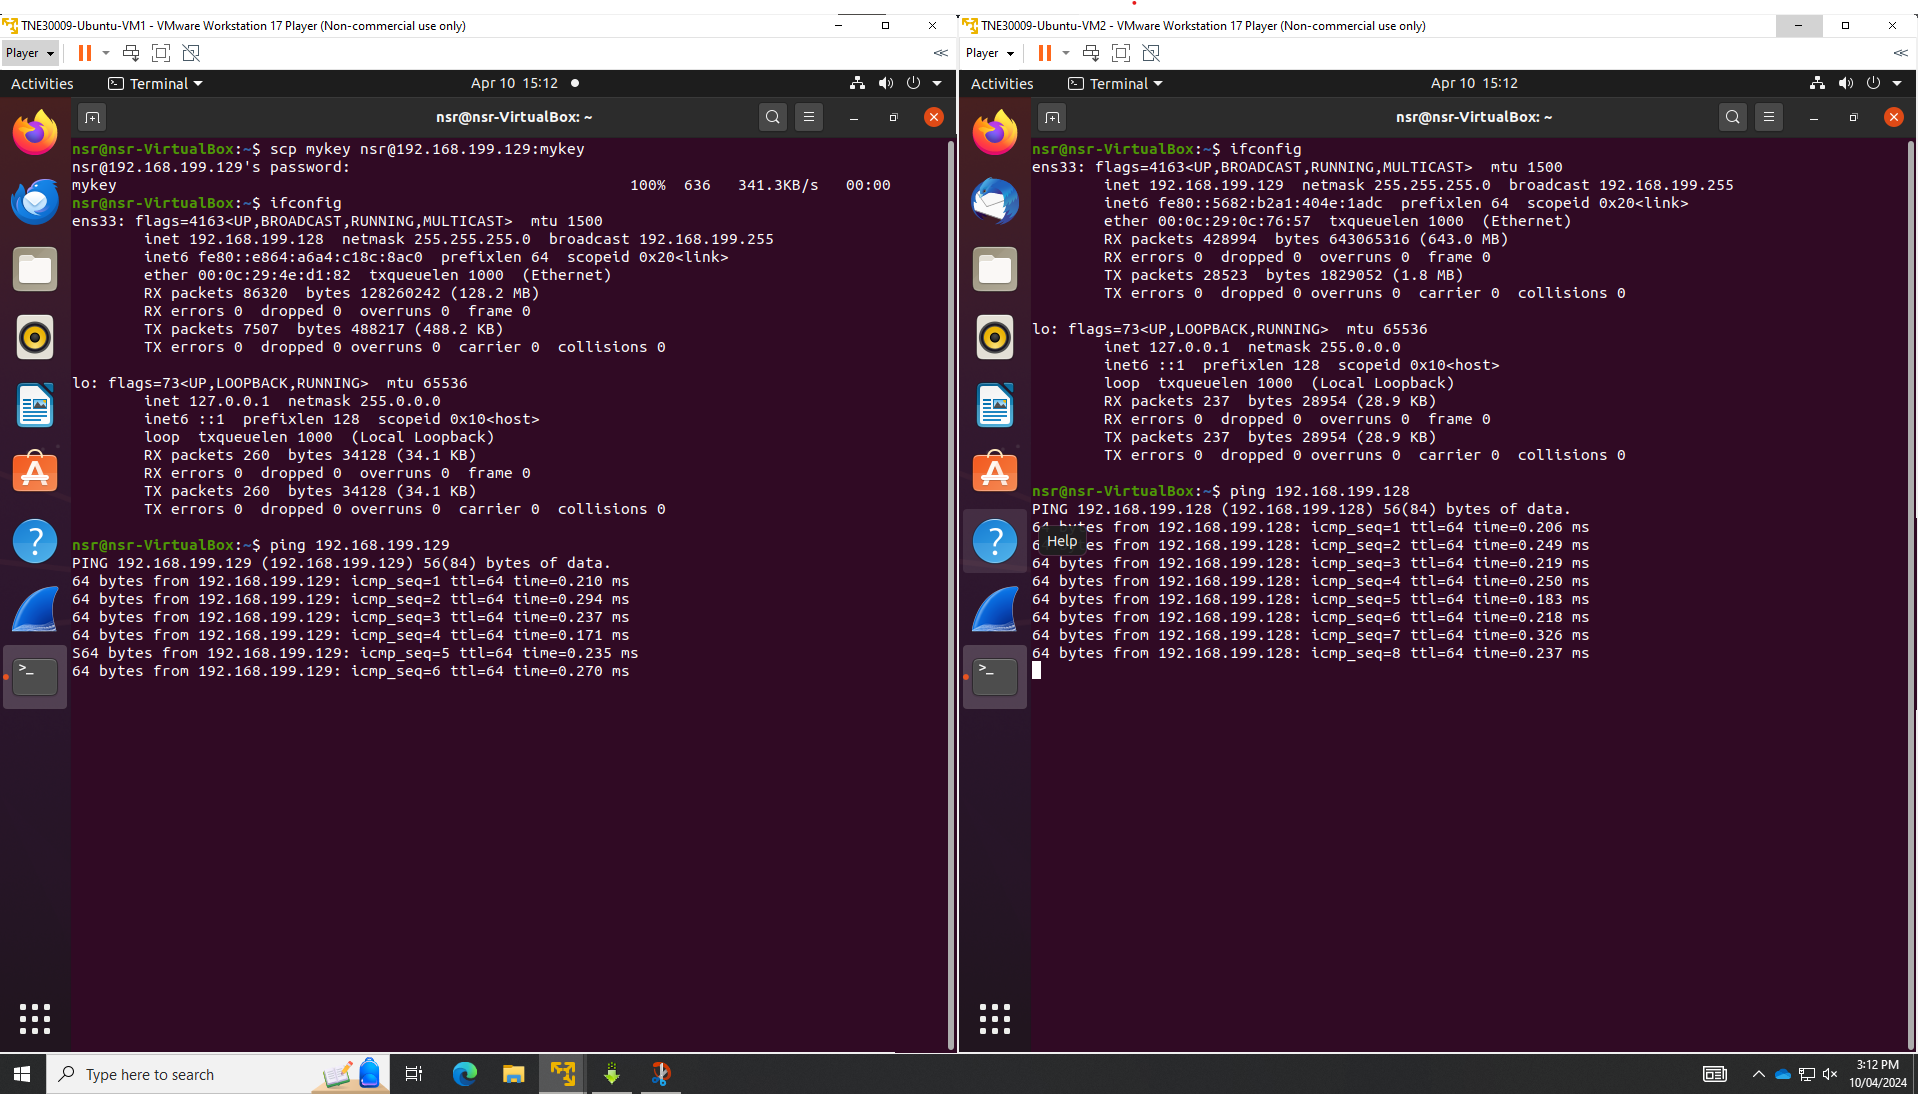 TNE30009-Ubuntu-VM1 - VMware Workstation 17 Player (Non-commercial use only)
Player
Activities
Terminal
Apr 10 15:12
nsr@nsr-VirtualBox: ~
nsr@nsr-VirtualBox:~$ scp mykey nsr@192.168.199.129:mykey
nsr@192.168.199.129's password:
mykey 100% 636 341.3KB/s 00:00
nsr@nsr-VirtualBox:~$ ifconfig
ens33: flags=4163<UP,BROADCAST,RUNNING,MULTICAST> mtu 1500
inet 192.168.199.128 netmask 255.255.255.0 broadcast 192.168.199.255
inet6 fe80::e864:a6a4:c18c:8ac0 prefixlen 64 scopeid 0x20<link>
ether 00:0c:29:4e:d1:82 txqueuelen 1000 (Ethernet)
RX packets 86320 bytes 128260242 (128.2 MB)
RX errors 0 dropped 0 overruns 0 frame 0
TX packets 7507 bytes 488217 (488.2 KB)
TX errors 0 dropped 0 overruns 0 carrier 0 collisions 0
lo: flags=73<UP,LOOPBACK,RUNNING> mtu 65536
inet 127.0.0.1 netmask 255.0.0.0
inet6 ::1 prefixlen 128 scopeid 0x10<host>
loop txqueuelen 1000 (Local Loopback)
RX packets 260 bytes 34128 (34.1 KB)
RX errors 0 dropped 0 overruns 0 frame 0
TX packets 260 bytes 34128 (34.1 KB)
TX errors 0 dropped 0 overruns 0 carrier 0 collisions 0
nsr@nsr-VirtualBox:~$ ping 192.168.199.129
PING 192.168.199.129 (192.168.199.129) 56(84) bytes of data.
64 bytes from 192.168.199.129: icmp_seq=1 ttl=64 time=0.210 ms
64 bytes from 192.168.199.129: icmp_seq=2 ttl=64 time=0.294 ms
64 bytes from 192.168.199.129: icmp_seq=3 ttl=64 time=0.237 ms
64 bytes from 192.168.199.129: icmp_seq=4 ttl=64 time=0.171 ms
S64 bytes from 192.168.199.129: icmp_seq=5 ttl=64 time=0.235 ms
64 bytes from 192.168.199.129: icmp_seq=6 ttl=64 time=0.270 ms
TNE30009-Ubuntu-VM2 - VMware Workstation 17 Player (Non-commercial use only)
Player
Activities
Terminal
Apr 10 15:12
nsr@nsr-VirtualBox: ~
nsr@nsr-VirtualBox:~$ ifconfig
ens33: flags=4163<UP,BROADCAST,RUNNING,MULTICAST> mtu 1500
inet 192.168.199.129 netmask 255.255.255.0 broadcast 192.168.199.255
inet6 fe80::5682:b2a1:404e:1adc prefixlen 64 scopeid 0x20<link>
ether 00:0c:29:0c:76:57 txqueuelen 1000 (Ethernet)
RX packets 428994 bytes 643065316 (643.0 MB)
RX errors 0 dropped 0 overruns 0 frame 0
TX packets 28523 bytes 1829052 (1.8 MB)
TX errors 0 dropped 0 overruns 0 carrier 0 collisions 0
lo: flags=73<UP,LOOPBACK,RUNNING> mtu 65536
inet 127.0.0.1 netmask 255.0.0.0
inet6 ::1 prefixlen 128 scopeid 0x10<host>
loop txqueuelen 1000 (Local Loopback)
RX packets 237 bytes 28954 (28.9 KB)
RX errors 0 dropped 0 overruns 0 frame 0
TX packets 237 bytes 28954 (28.9 KB)
TX errors 0 dropped 0 overruns 0 carrier 0 collisions 0
nsr@nsr-VirtualBox:~$ ping 192.168.199.128
PING 192.168.199.128 (192.168.199.128) 56(84) bytes of data.
64 bytes from 192.168.199.128: icmp_seq=1 ttl=64 time=0.206 ms
Help
es from 192.168.199.128: icmp_seq=2 ttl=64 time=0.249 ms
64 bytes from 192.168.199.128: icmp_seq=3 ttl=64 time=0.219 ms
64 bytes from 192.168.199.128: icmp_seq=4 ttl=64 time=0.250 ms
64 bytes from 192.168.199.128: icmp_seq=5 ttl=64 time=0.183 ms
64 bytes from 192.168.199.128: icmp_seq=6 ttl=64 time=0.218 ms
64 bytes from 192.168.199.128: icmp_seq=7 ttl=64 time=0.326 ms
64 bytes from 192.168.199.128: icmp_seq=8 ttl=64 time=0.237 ms
Type here to search
3:12 PM
10/04/2024